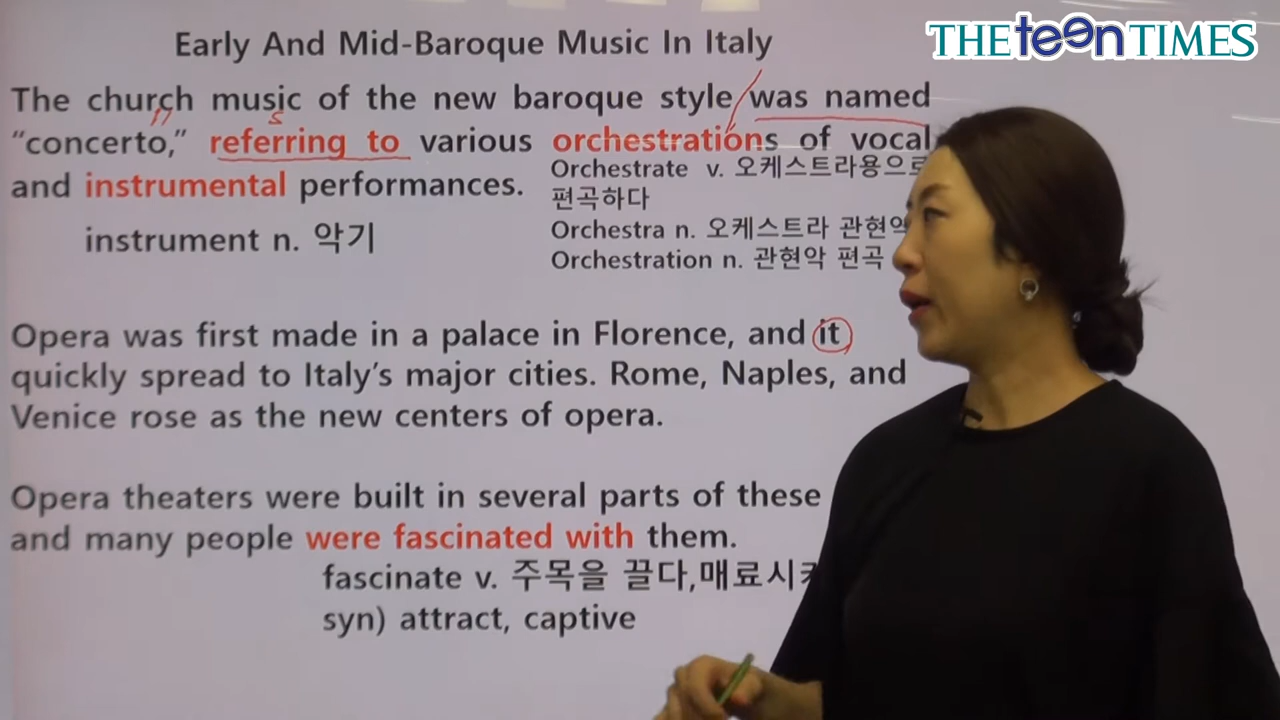 THE teen TIMES
Early And Mid-Baroque Music In Italy
The church music of the new baroque style was named
“concerto,” referring to various orchestrations of vocal
and instrumental performances.
Orchestrate v. 오케스트라용으로
편곡하다
instrument n. 악기
Orchestra n. 오케스트라 관현악
Orchestration n. 관현악 편곡
Opera was first made in a palace in Florence, and it
quickly spread to Italy’s major cities. Rome, Naples, and
Venice rose as the new centers of opera.
Opera theaters were built in several parts of these
and many people were fascinated with them.
fascinate v. 주목을 끌다,
syn) attract, captive